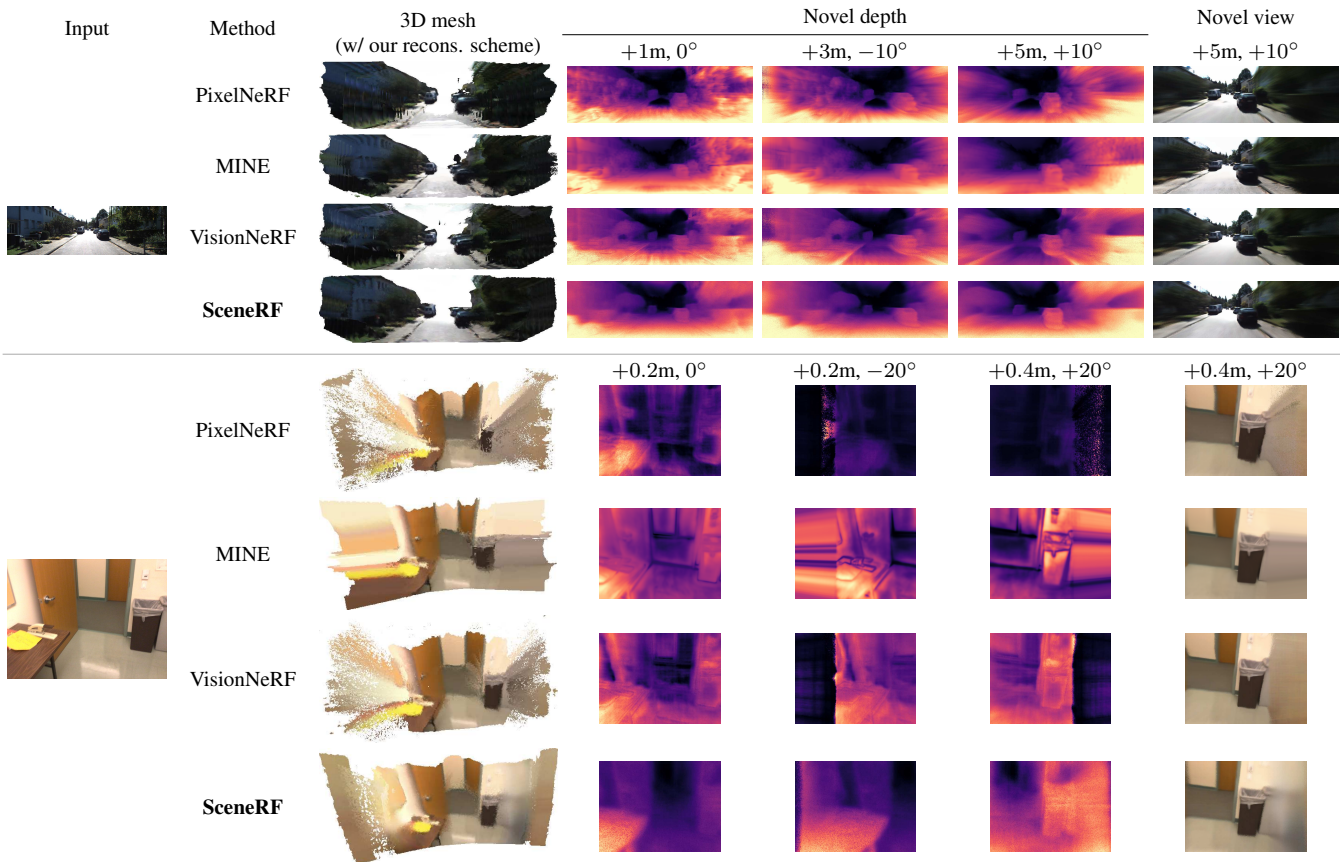 Input
Method
3D mesh
(w/ our recons. scheme)
Novel depth
Novel view
+1m, 0°
+3m, −10°
+5m, +10°
+5m, +10°
PixelNeRF
MINE
VisionNeRF
SceneRF
+0.2m, 0°
+0.2m, −20°
+0.4m, +20°
+0.4m, +20°
PixelNeRF
MINE
VisionNeRF
SceneRF